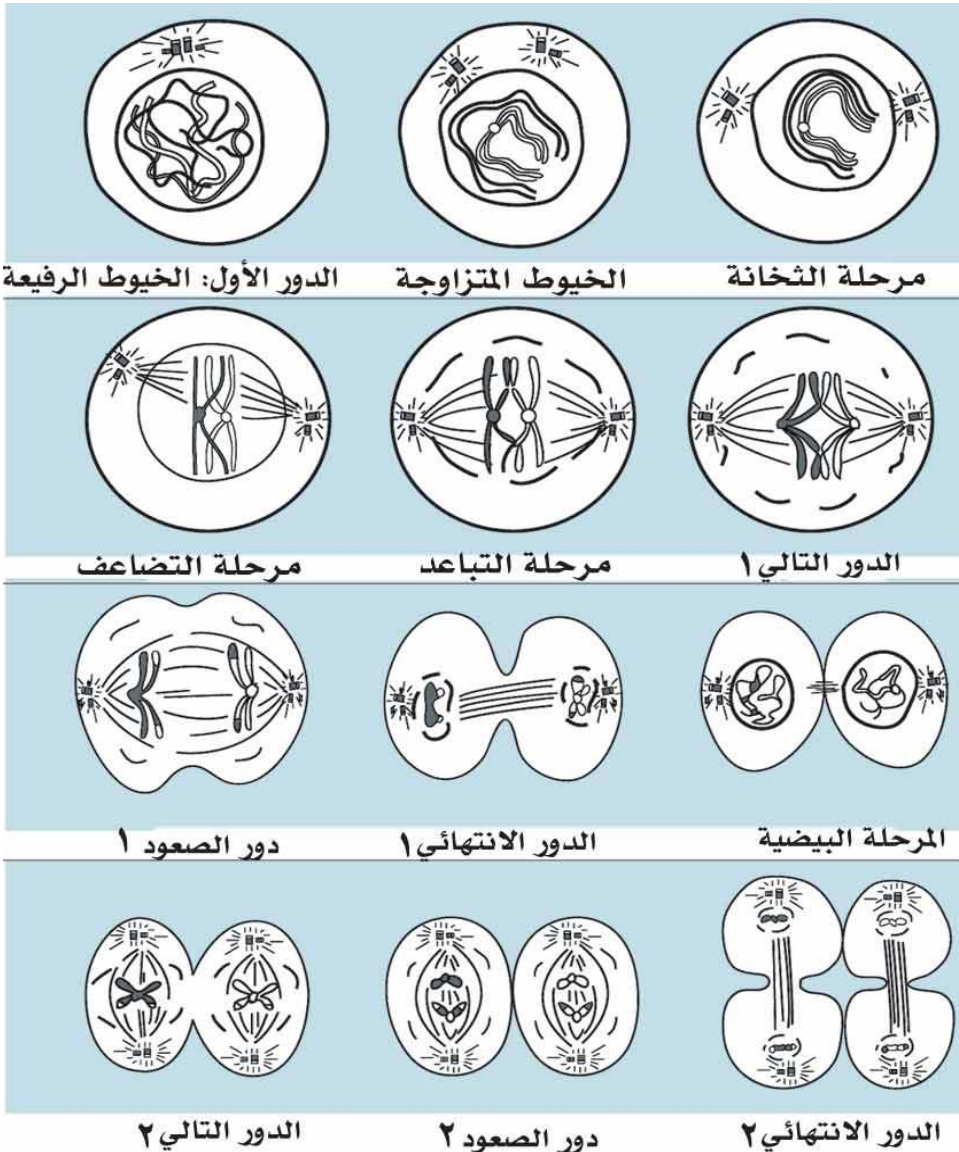 الدور الأول: الخيوط الرفيعة
الخيوط المتزاوجة
مرحلة الثخانة
مرحلة التضاعف
مرحلة التباعد
الدور التالي ١
دور الصعود ١
الدور الانتهائي ١
المرحلة البيضية
الدور التالي ٢
دور الصعود ٢
الدور الانتهائي ٢